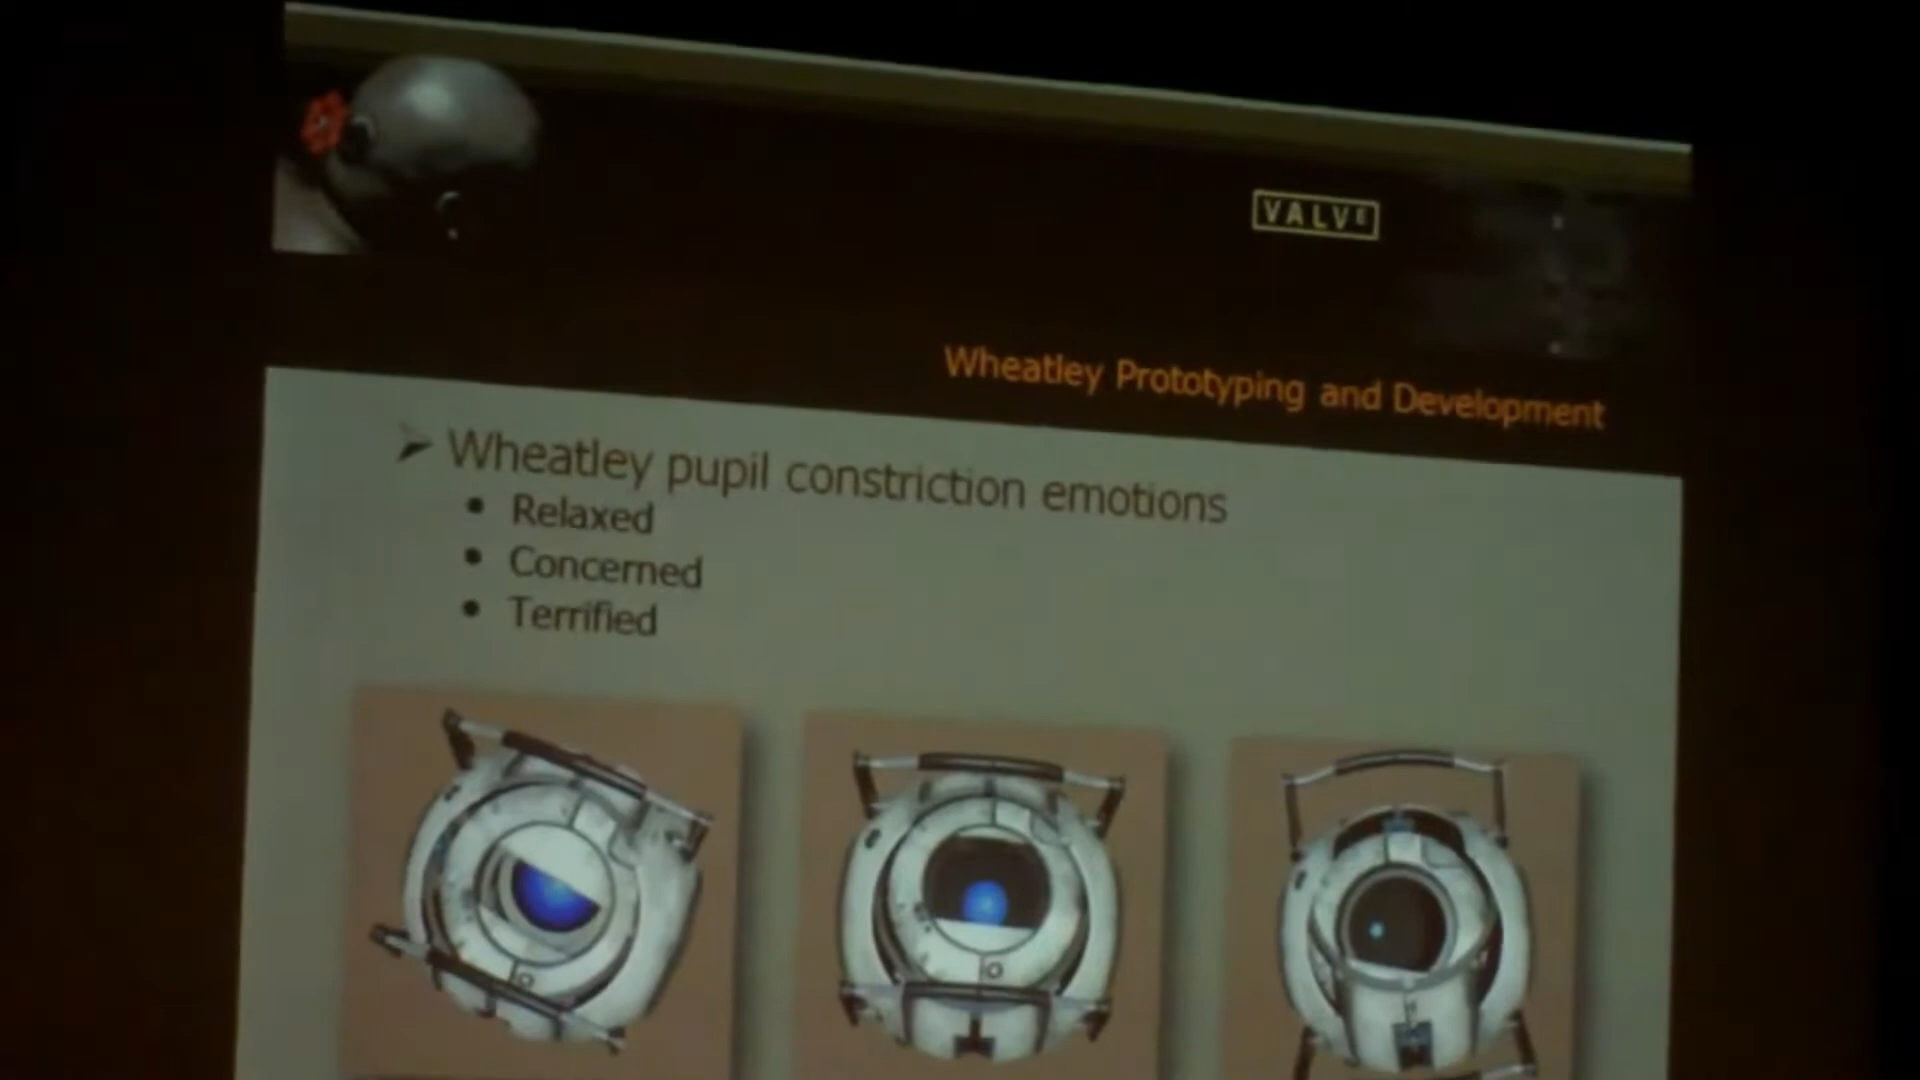 VALVE
Wheatley Prototyping and Development
Wheatley pupil constriction emotions
Relaxed
Concerned
Terrified